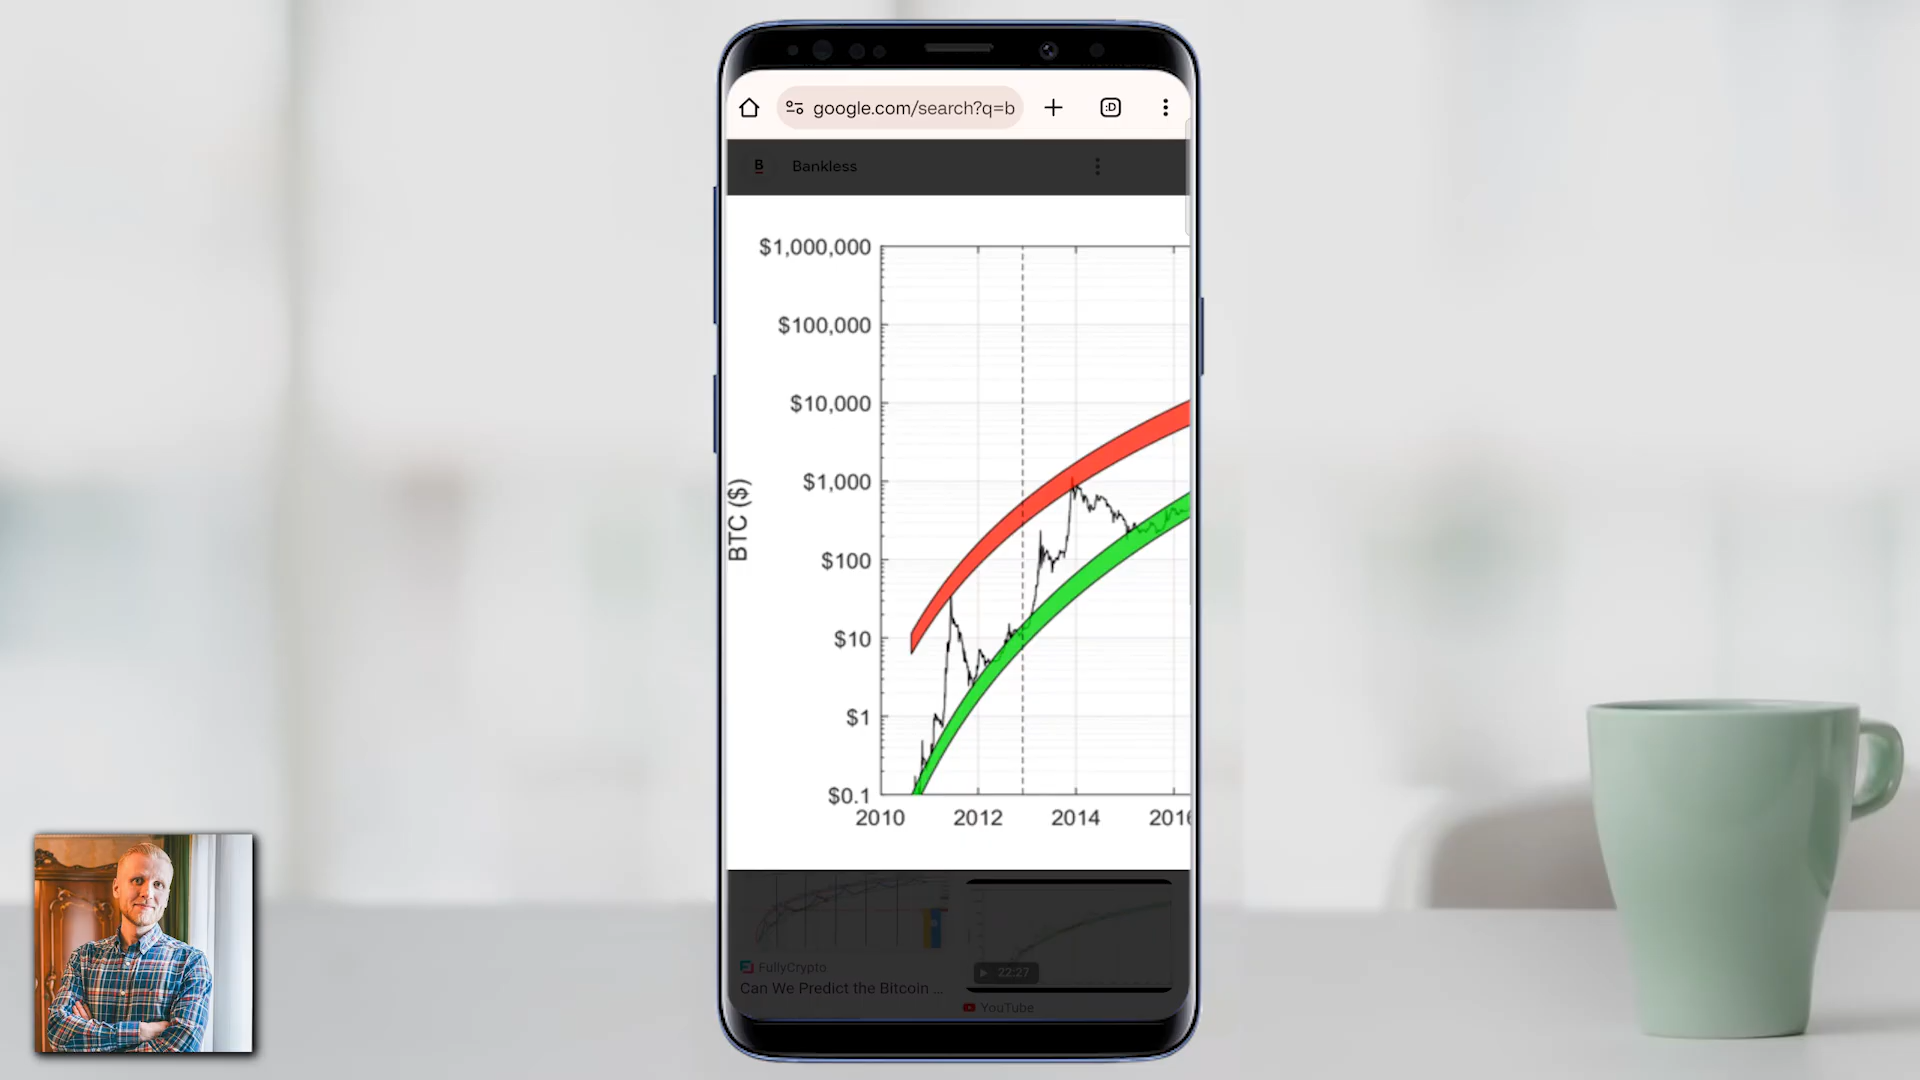 google.com/search?q=b
:D
B
Bankless
$1,000,000
$100,000
$10,000
$1,000
$100
$10
$1
$0.1
BTC ($)
2010
2012
2014
2016
FullyCrypto
Can We Predict the Bitcoin ...
22:27
YouTube